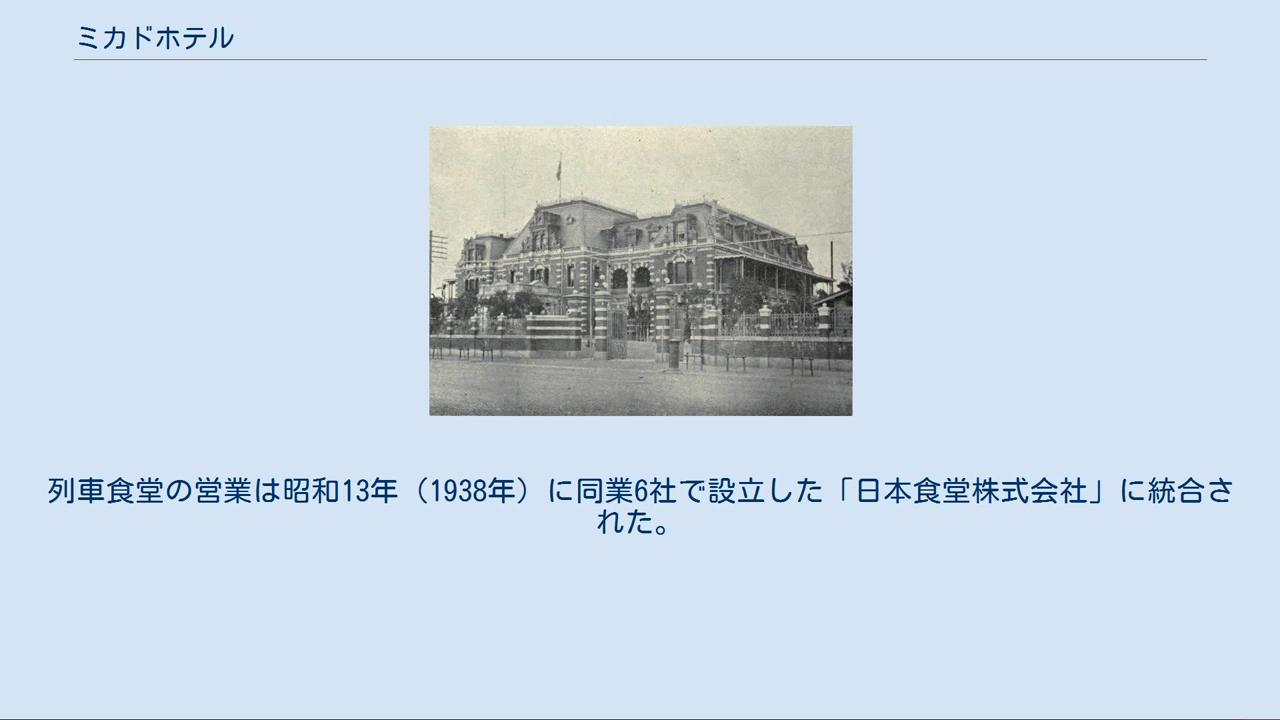 ミカドホテル
列車食堂の営業は昭和13年（1938年）に同業6社で設立した「日本食堂株式会社」に統合さ
れた。